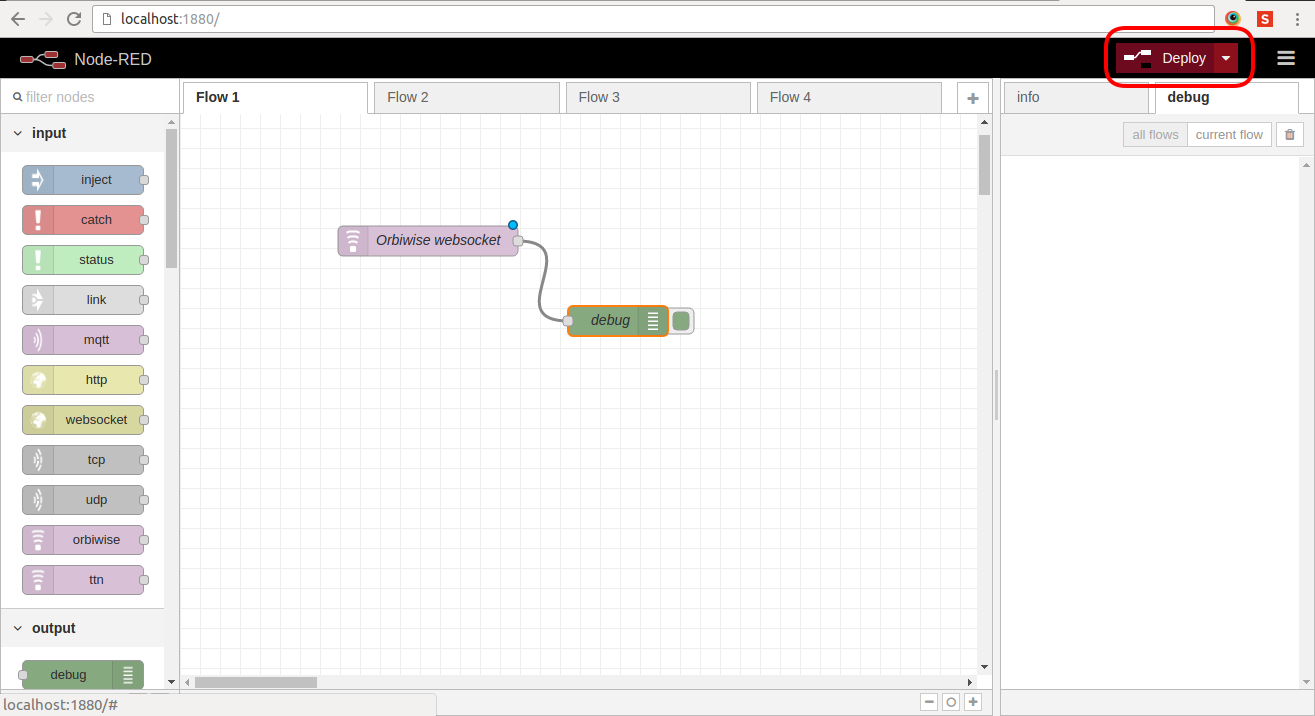 localhost:1880/
S
Node-RED
Deploy
filter nodes
Flow 1
Flow 2
Flow 3
Flow 4
info
debug
all flows
current flow
input
inject
catch
status
link
mqtt
http
websocket
tcp
udp
orbiwise
ttn
output
debug
Orbiwise websocket
debug
localhost:1880/#